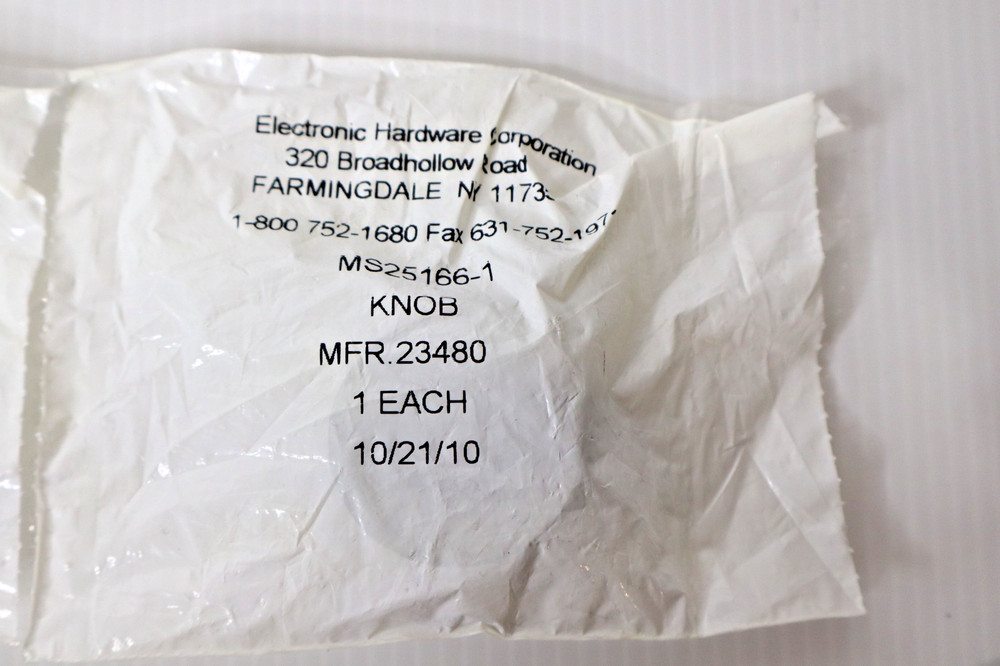 Electronic Hardware Corporation
320 Broadhollow Road
FARMINGDALE NY
1-800 752-1680 Fax
MS25166-1
KNOB
MFR.23480
1 EACH
10/21/10